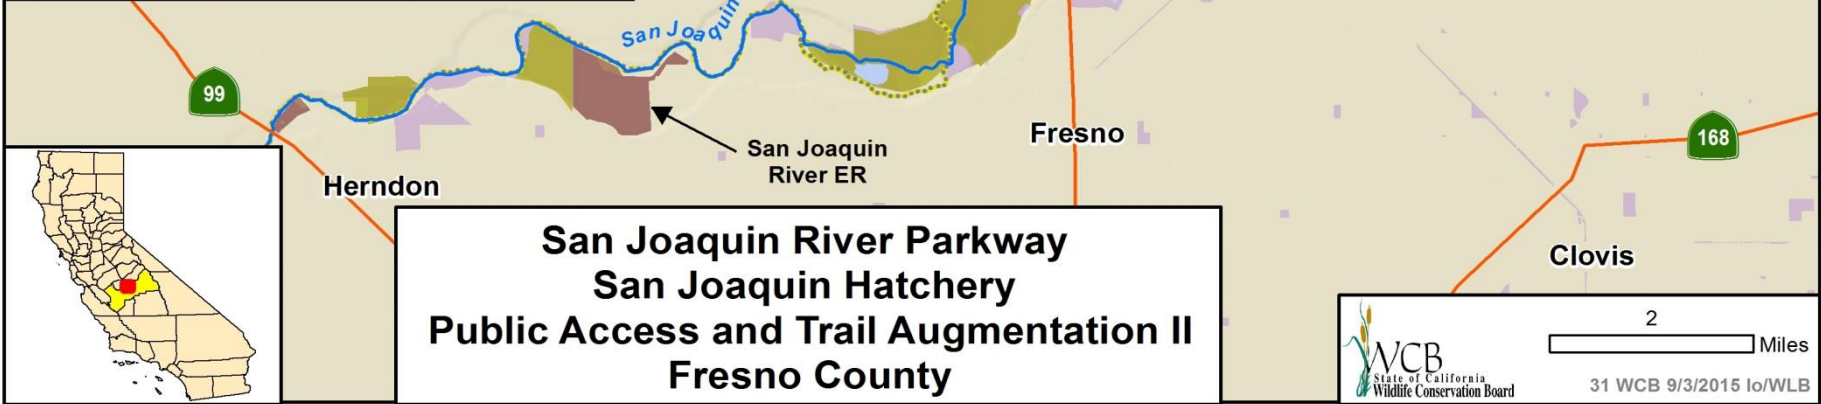 San Joaquin
99
Fresno
168
San Joaquin
River ER
Herndon
Clovis
San Joaquin River Parkway
San Joaquin Hatchery
Public Access and Trail Augmentation II
Fresno County
WCB
State of California
Wildlife Conservation Board
2
Miles
31 WCB 9/3/2015 lo/WLB